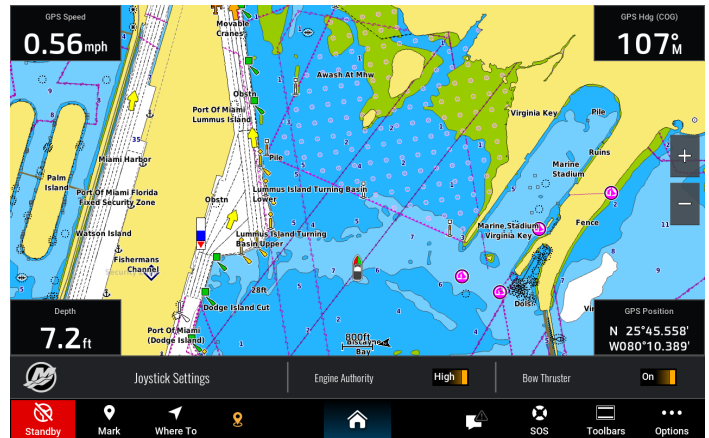 GPS Speed
0.56mph
GPS Hdg (COG)
107°M
Movable
Cranes
Awash At Mhw
Obstn
Port Of Miami
Lummus Island
Virginia Key
Pile
35
Miami Harbor
Pile
Ruins
Marine
Stadium
Palm
Island
Port Of Miami Florida
Fixed Security Zone
Lummus Island Turning Basin
Lower
Obstn
Watson Island
Lummus Island Turning
Basin Upper
Marine Stadium
Virginia Key
Fence
Fishermans
Channel
28ft
Dols
Dodge Island Cut
Depth
7.2ft
Port Of Miami
(Dodge Island)
800ft
Biscayne
Bay
GPS Position
N 25°45.558'
W080°10.389'
Joystick Settings
Engine Authority
High
Bow Thruster
On
Standby
Mark
Where To
SOS
Toolbars
Options